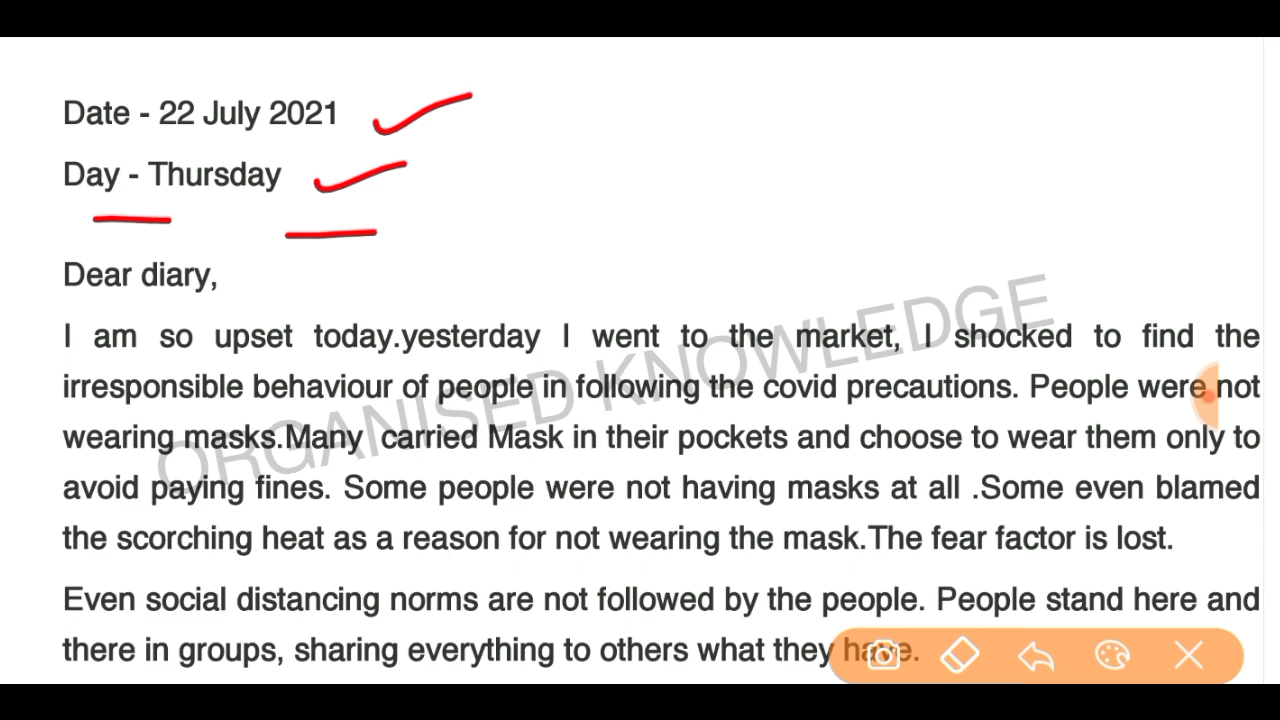 Date - 22 July 2021
Day - Thursday
Dear diary,
I am so upset today.yesterday I went to the market, I shocked to find the
irresponsible behaviour of people in following the covid precautions. People were not
wearing masks.Many carried Mask in their pockets and choose to wear them only to
avoid paying fines. Some people were not having masks at all .Some even blamed
the scorching heat as a reason for not wearing the mask.The fear factor is lost.
Even social distancing norms are not followed by the people. People stand here and
there in groups, sharing everything to others what they have.
ORGANISED KNOWLEDGE